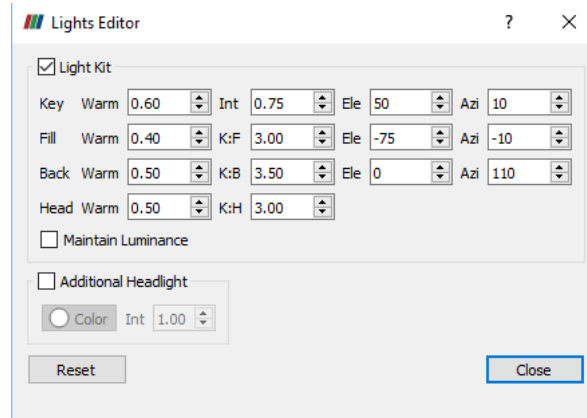 Lights Editor ? ×
Light Kit
Key Warm 0.60 Int 0.75 Ele 50 Azi 10
Fill Warm 0.40 K:F 3.00 Ele -75 Azi -10
Back Warm 0.50 K:B 3.50 Ele 0 Azi 110
Head Warm 0.50 K:H 3.00
Maintain Luminance
Additional Headlight
Color Int 1.00
Reset Close